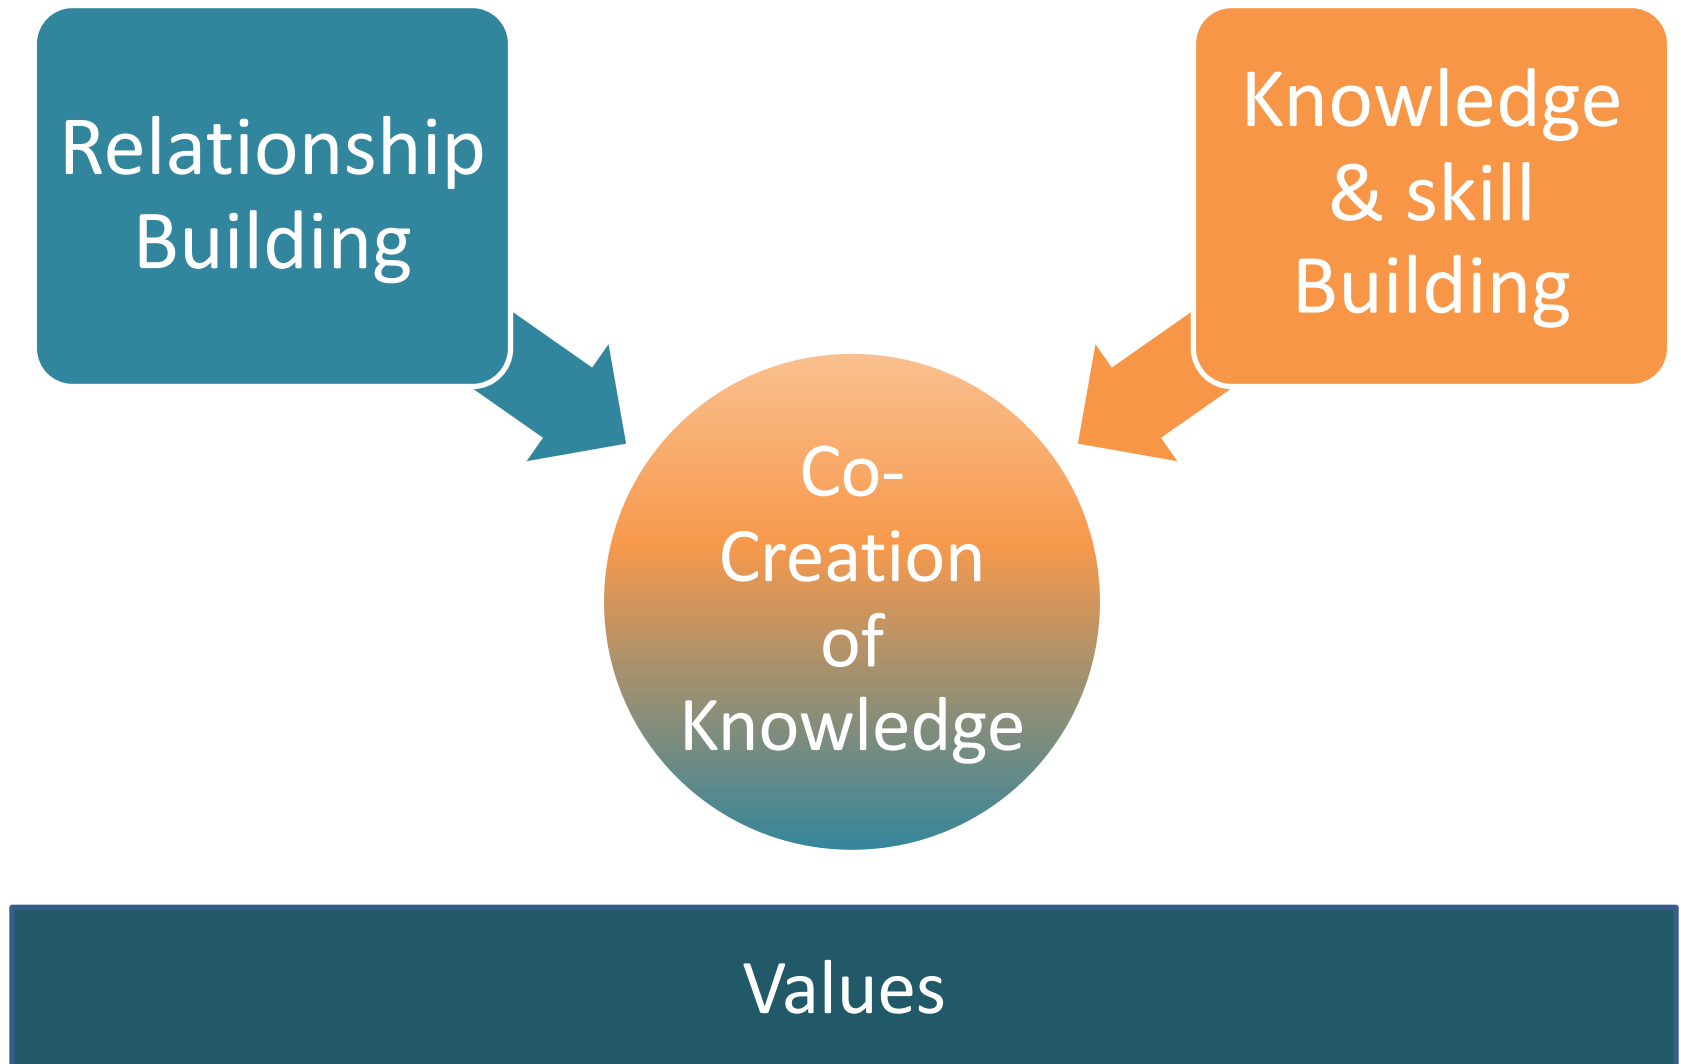 Relationship
Building
Knowledge
& skill
Building
Co-
Creation
of
Knowledge
Values